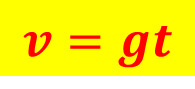 v = gt